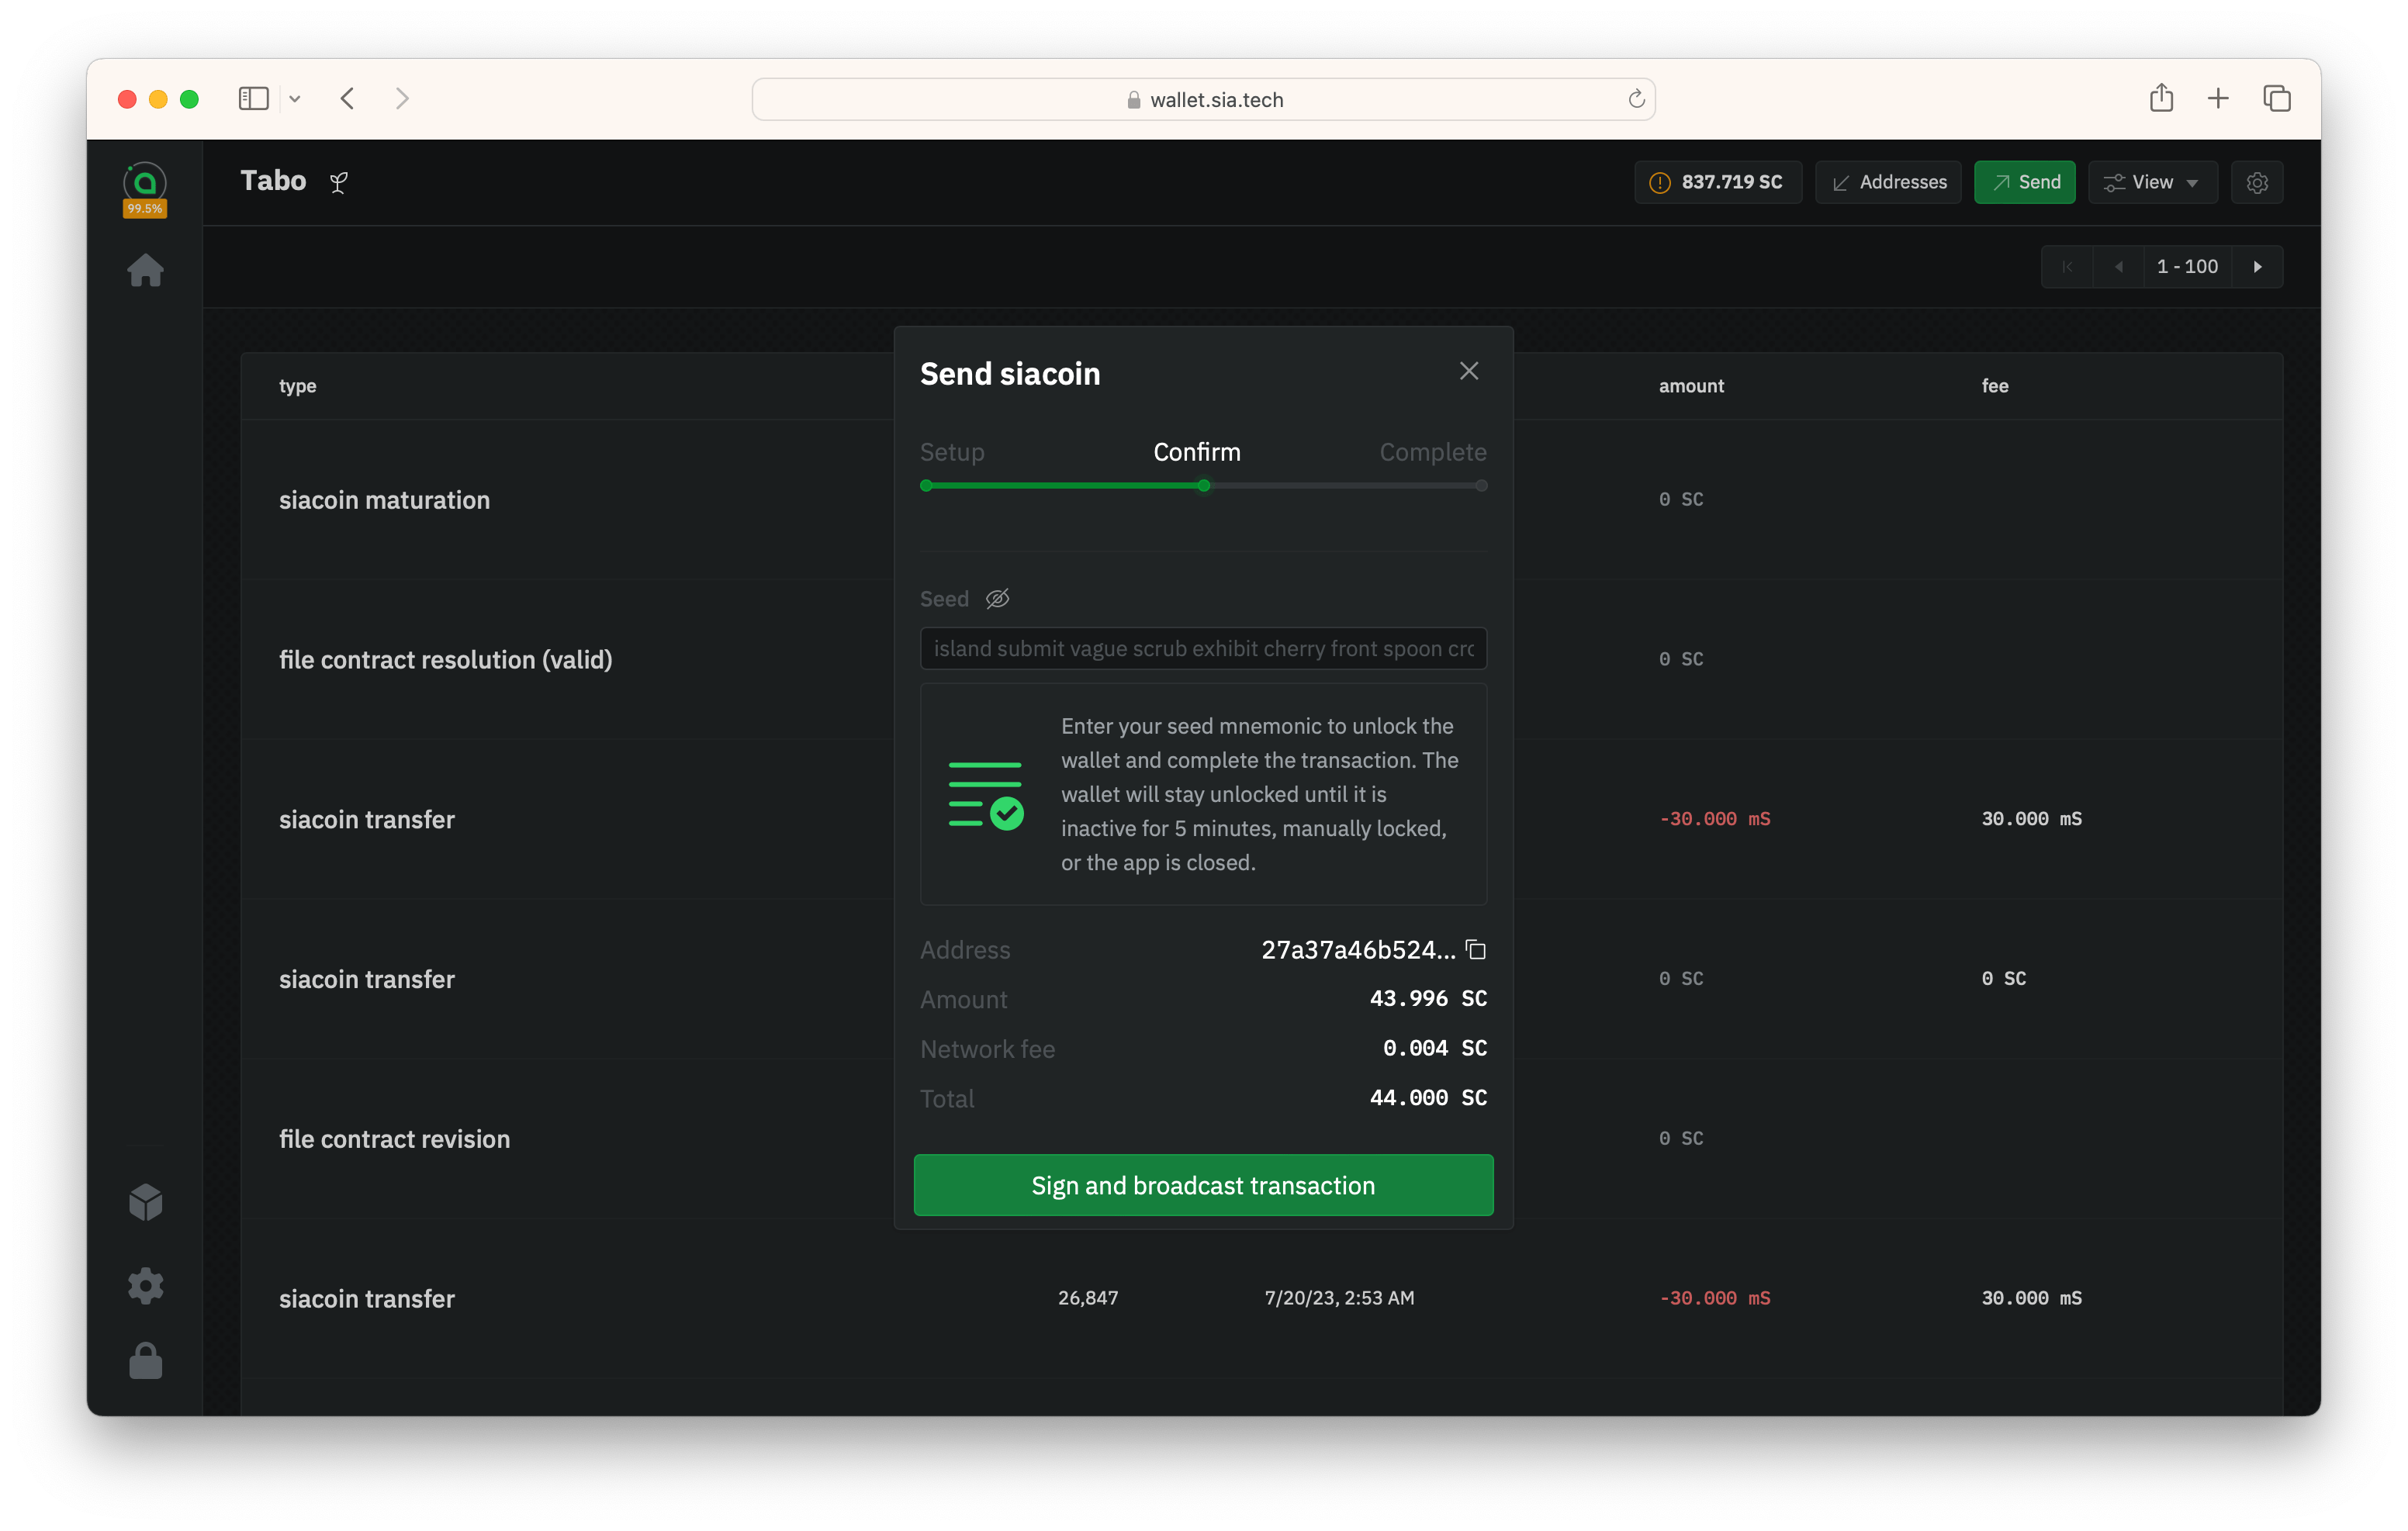 wallet.sia.tech
99.5%
Tabo
837.719 SC
Addresses
Send
View
1 - 100
type
amount
fee
siacoin maturation
0 SC
file contract resolution (valid)
0 SC
siacoin transfer
-30.000 mS
30.000 mS
siacoin transfer
0 SC
0 SC
file contract revision
0 SC
siacoin transfer
26,847
7/20/23, 2:53 AM
-30.000 mS
30.000 mS
Send siacoin
Setup
Confirm
Complete
Seed
island submit vague scrub exhibit cherry front spoon crc
Enter your seed mnemonic to unlock the
wallet and complete the transaction. The
wallet will stay unlocked until it is
inactive for 5 minutes, manually locked,
or the app is closed.
Address
27a37a46b524...
Amount
43.996 SC
Network fee
0.004 SC
Total
44.000 SC
Sign and broadcast transaction